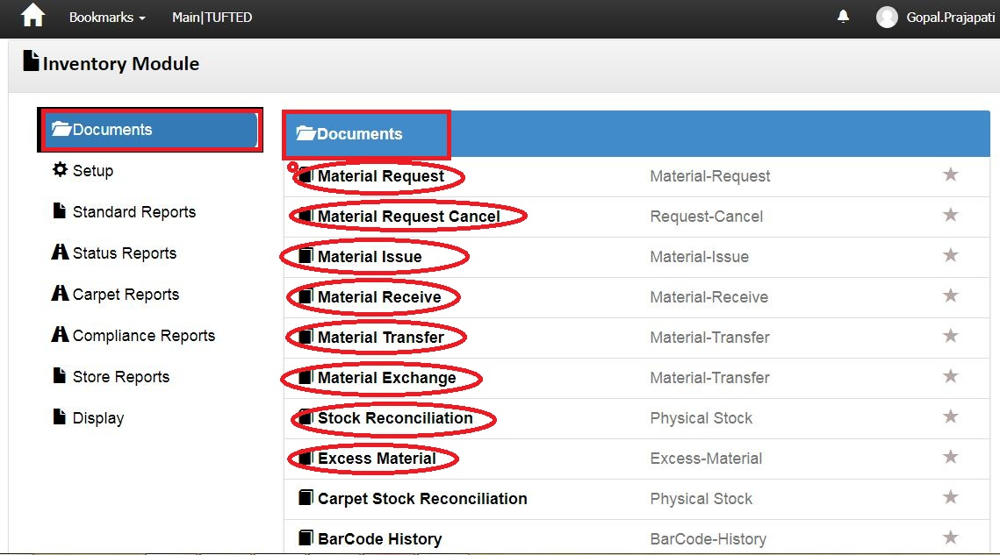 Bookmarks Main|TUFTED Gopal.Prajapati
Inventory Module
Documents
Setup
Standard Reports
Status Reports
Carpet Reports
Compliance Reports
Store Reports
Display
Documents
Material Request Material-Request
Material Request Cancel Request-Cancel
Material Issue Material-Issue
Material Receive Material-Receive
Material Transfer Material-Transfer
Material Exchange Material-Transfer
Stock Reconciliation Physical Stock
Excess Material Excess-Material
Carpet Stock Reconciliation Physical Stock
BarCode History BarCode-History